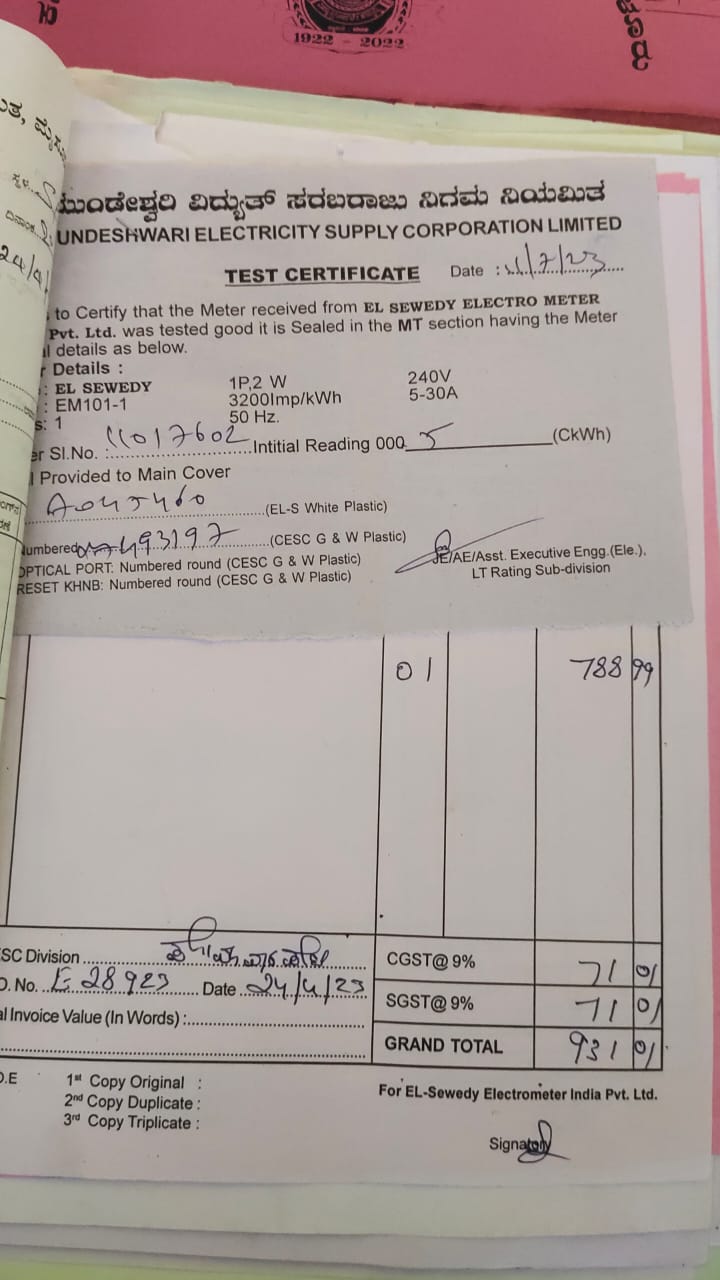 1922 - 2022
ಮುಂಡೇಶ್ವರಿ ವಿದ್ಯುತ್ ಸರಬರಾಜು ನಿಗಮ ನಿಯಮಿತ
UNDESHWARI ELECTRICITY SUPPLY CORPORATION LIMITED
TEST CERTIFICATE Date : 11/7/23
to Certify that the Meter received from EL SEWEDY ELECTRO METER
Pvt. Ltd. was tested good it is Sealed in the MT section having the Meter
l details as below.
r Details :
: EL SEWEDY 1P,2 W 240V
: EM101-1 3200Imp/kWh 5-30A
s: 1 50 Hz.
er Sl.No. : 11017602 Intitial Reading 000 5 (CkWh)
l Provided to Main Cover
A045460 (EL-S White Plastic)
Numbered A493197 (CESC G & W Plastic)
OPTICAL PORT: Numbered round (CESC G & W Plastic)
RESET KHNB: Numbered round (CESC G & W Plastic)
JE/AE/Asst. Executive Engg.(Ele.),
LT Rating Sub-division
01 788 99
SC Division
CGST@ 9% 71 01
O. No. E 28923 Date 24/4/23
SGST@ 9% 71 01
al Invoice Value (In Words) :
GRAND TOTAL 931 01
O.E 1st Copy Original :
2nd Copy Duplicate :
3rd Copy Triplicate :
For EL-Sewedy Electrometer India Pvt. Ltd.
Signatory